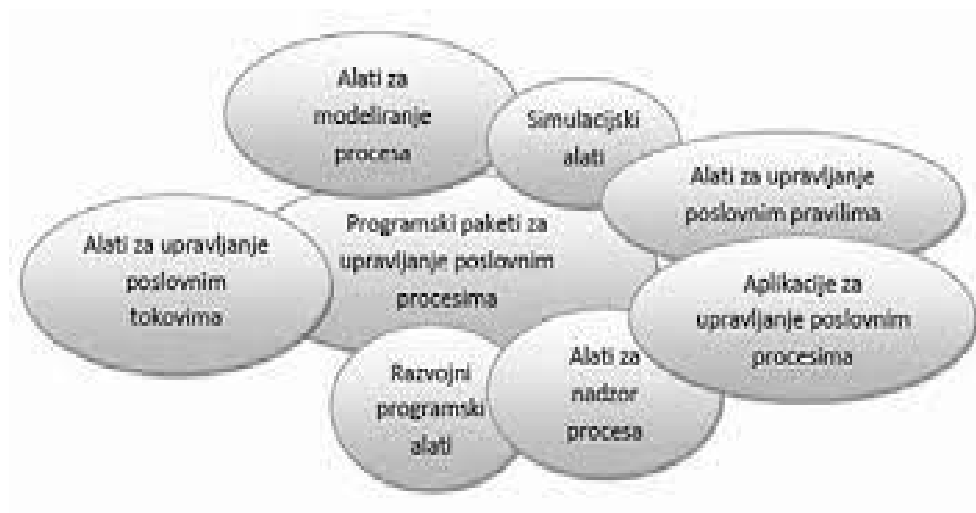 Alati za
modeliranje
procesa
Simulacijski
alati
Alati za upravljanje
poslovnim pravilima
Alati za upravljanje
poslovnim
tokovima
Programski paketi za
upravljanje poslovnim
procesima
Aplikacije za
upravljanje poslovnim
procesima
Razvojni
programski
alati
Alati za
nadzor
procesa